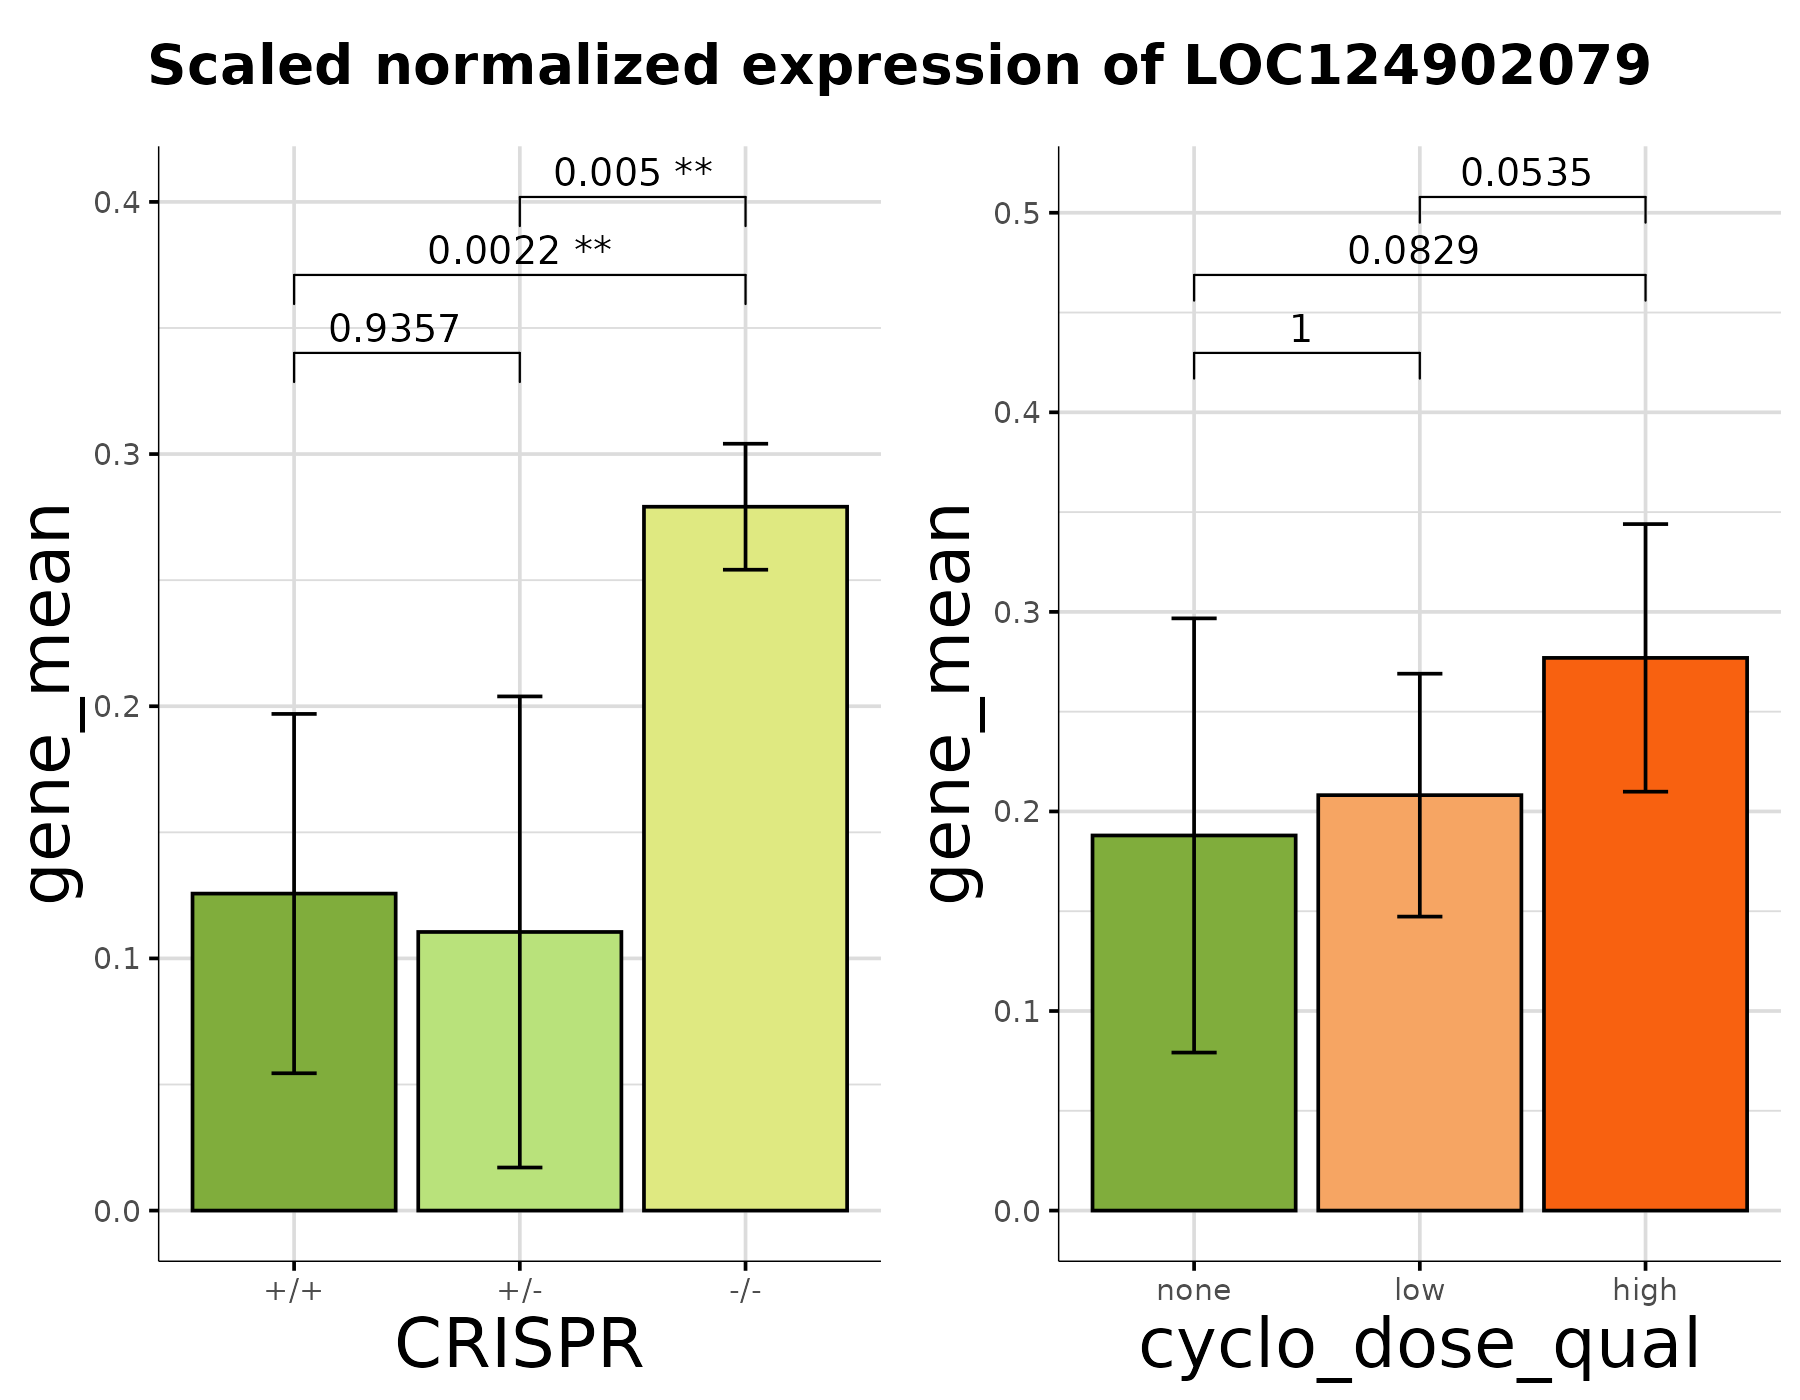 Scaled normalized expression of LOC124902079
0.005 **
0.0022 **
0.9357
0.4
0.3
0.2
0.1
0.0
gene_mean
+/+ +/- -/-
CRISPR
0.0535
0.0829
1
0.5
0.4
0.3
0.2
0.1
0.0
gene_mean
none low high
cyclo_dose_qual